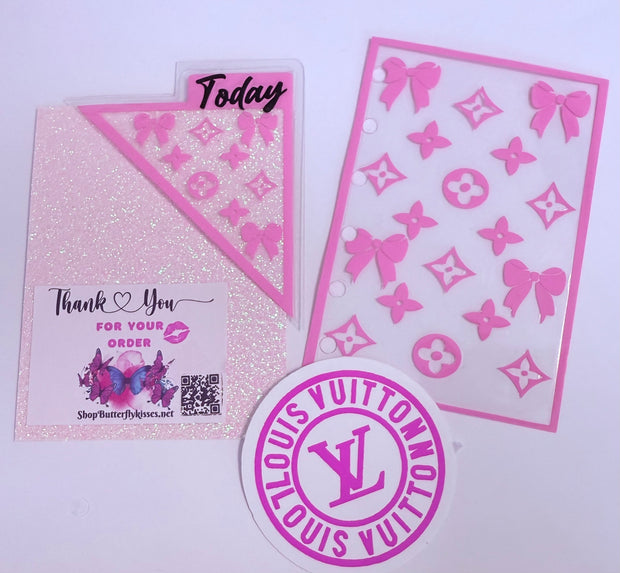 Today
Thank You
FOR YOUR
ORDER
ShopButterflykisses.net
LOUIS VUITTON
LOUIS VUITTON
LV